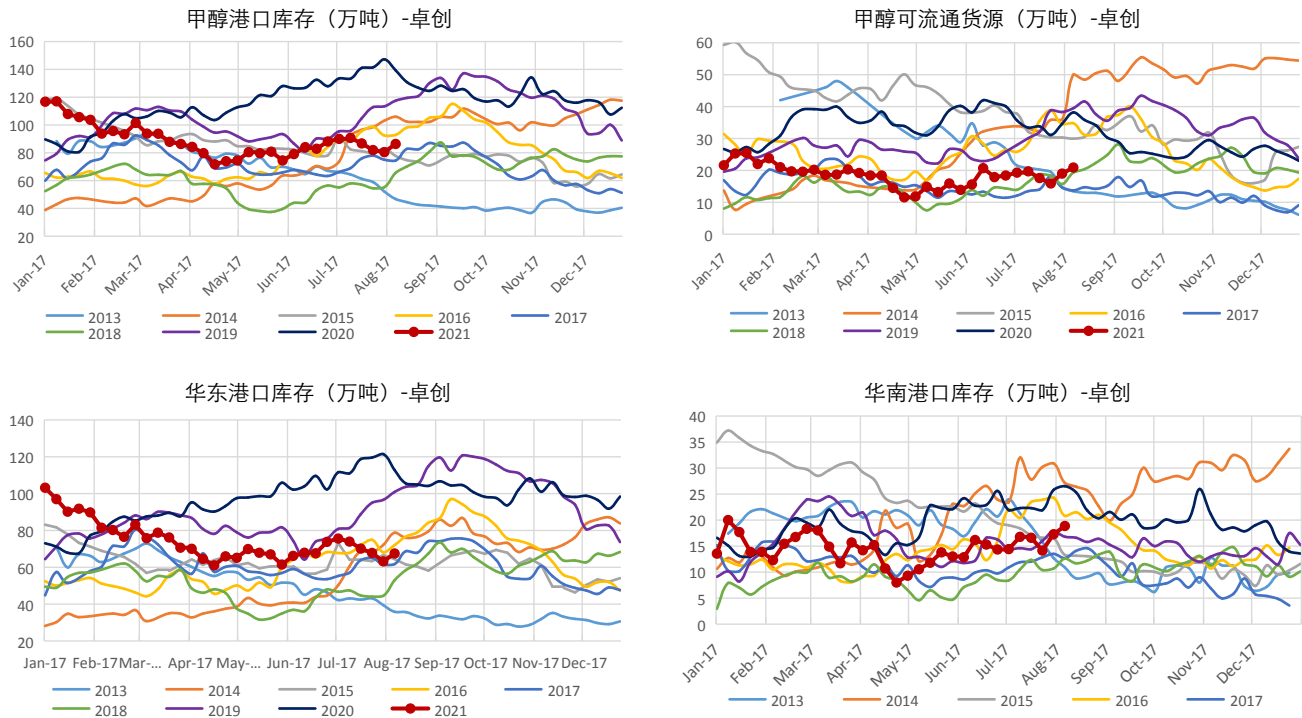 甲醇港口库存（万吨）-卓创
160
140
120
100
80
60
40
20
Jan-17 Feb-17 Mar-17 Apr-17 May-17 Jun-17 Jul-17 Aug-17 Sep-17 Oct-17 Nov-17 Dec-17
2013 2014 2015 2016 2017
2018 2019 2020 2021
甲醇可流通货源（万吨）-卓创
60
50
40
30
20
10
0
Jan-17 Feb-17 Mar-17 Apr-17 May-17 Jun-17 Jul-17 Aug-17 Sep-17 Oct-17 Nov-17 Dec-17
2013 2014 2015 2016 2017
2018 2019 2020 2021
华东港口库存（万吨）-卓创
140
120
100
80
60
40
20
Jan-17 Feb-17 Mar-... Apr-17 May-... Jun-17 Jul-17 Aug-17 Sep-17 Oct-17 Nov-17 Dec-17
2013 2014 2015 2016 2017
2018 2019 2020 2021
华南港口库存（万吨）-卓创
40
35
30
25
20
15
10
5
0
Jan-17 Feb-17 Mar-17 Apr-17 May-17 Jun-17 Jul-17 Aug-17 Sep-17 Oct-17 Nov-17 Dec-17
2013 2014 2015 2016 2017